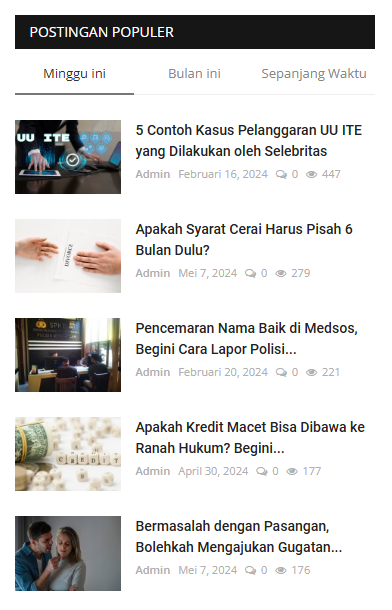 POSTINGAN POPULER
Minggu ini
Bulan ini
Sepanjang Waktu
UU ITE
5 Contoh Kasus Pelanggaran UU ITE
yang Dilakukan oleh Selebritas
Admin Februari 16, 2024 0 447
DIVORCE
Apakah Syarat Cerai Harus Pisah 6
Bulan Dulu?
Admin Mei 7, 2024 0 279
Pencemaran Nama Baik di Medsos,
Begini Cara Lapor Polisi...
Admin Februari 20, 2024 0 221
CREDIT
Apakah Kredit Macet Bisa Dibawa ke
Ranah Hukum? Begini...
Admin April 30, 2024 0 177
Bermasalah dengan Pasangan,
Bolehkah Mengajukan Gugatan...
Admin Mei 7, 2024 0 176